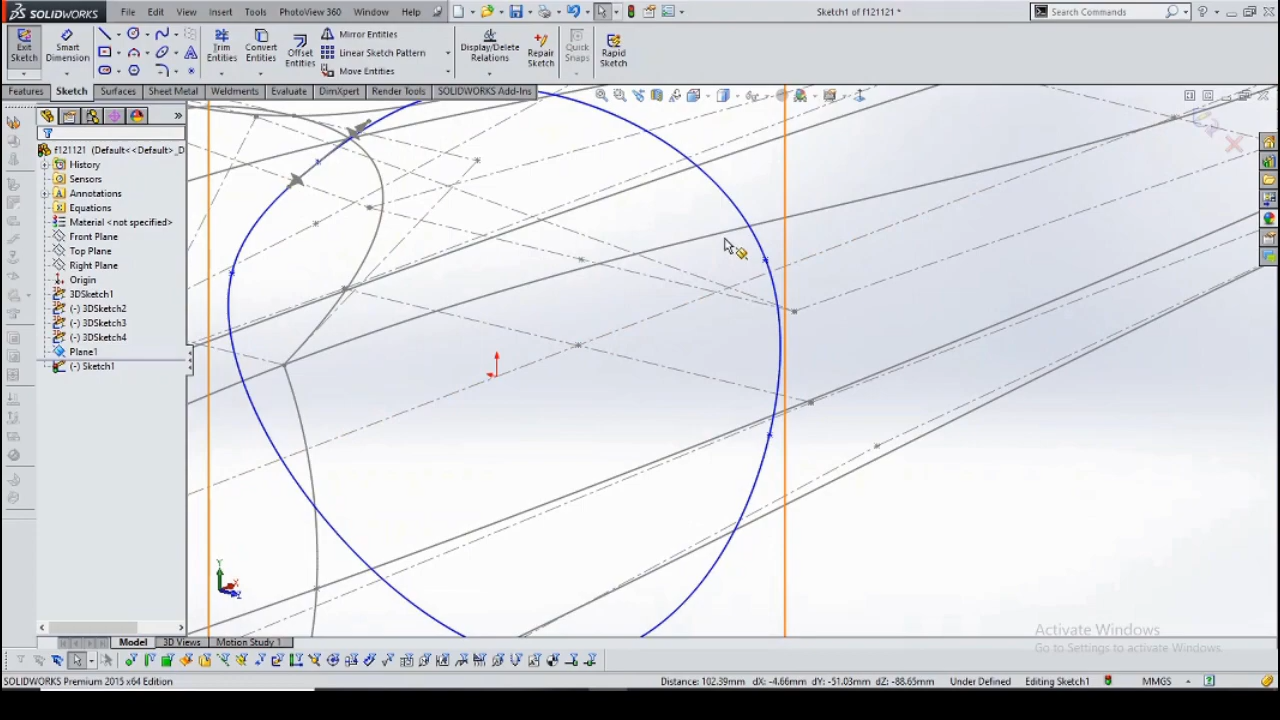 SOLIDWORKS File Edit View Insert Tools PhotoView 360 Window Help Sketch1 of f121121 * Search Commands
Exit Sketch Smart Dimension Trim Entities Convert Entities Offset Entities Mirror Entities Linear Sketch Pattern Move Entities Display/Delete Relations Repair Sketch Quick Snaps Rapid Sketch
Features Sketch Surfaces Sheet Metal Weldments Evaluate DimXpert Render Tools SOLIDWORKS Add-Ins
f121121 (Default<<Default>_D
History
Sensors
Annotations
Equations
Material <not specified>
Front Plane
Top Plane
Right Plane
Origin
3DSketch1
(-) 3DSketch2
(-) 3DSketch3
(-) 3DSketch4
Plane1
(-) Sketch1
Y
X
Z
Activate Windows
Go to Settings to activate Windows.
Model 3D Views Motion Study 1
SOLIDWORKS Premium 2015 x64 Edition Distance: 102.39mm dX: -4.66mm dY: -51.03mm dZ: -88.65mm Under Defined Editing Sketch1 MMGS